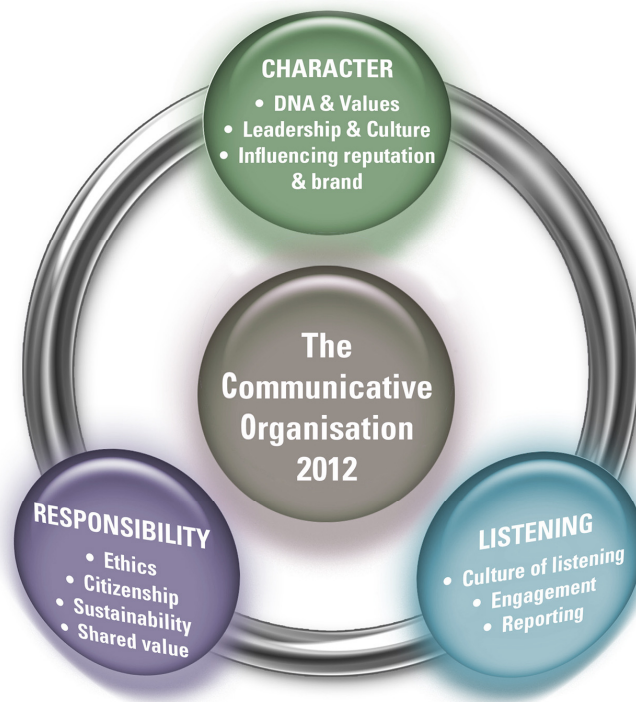 CHARACTER
• DNA & Values
• Leadership & Culture
• Influencing reputation
& brand
The
Communicative
Organisation
2012
RESPONSIBILITY
• Ethics
• Citizenship
• Sustainability
• Shared value
LISTENING
• Culture of listening
• Engagement
• Reporting